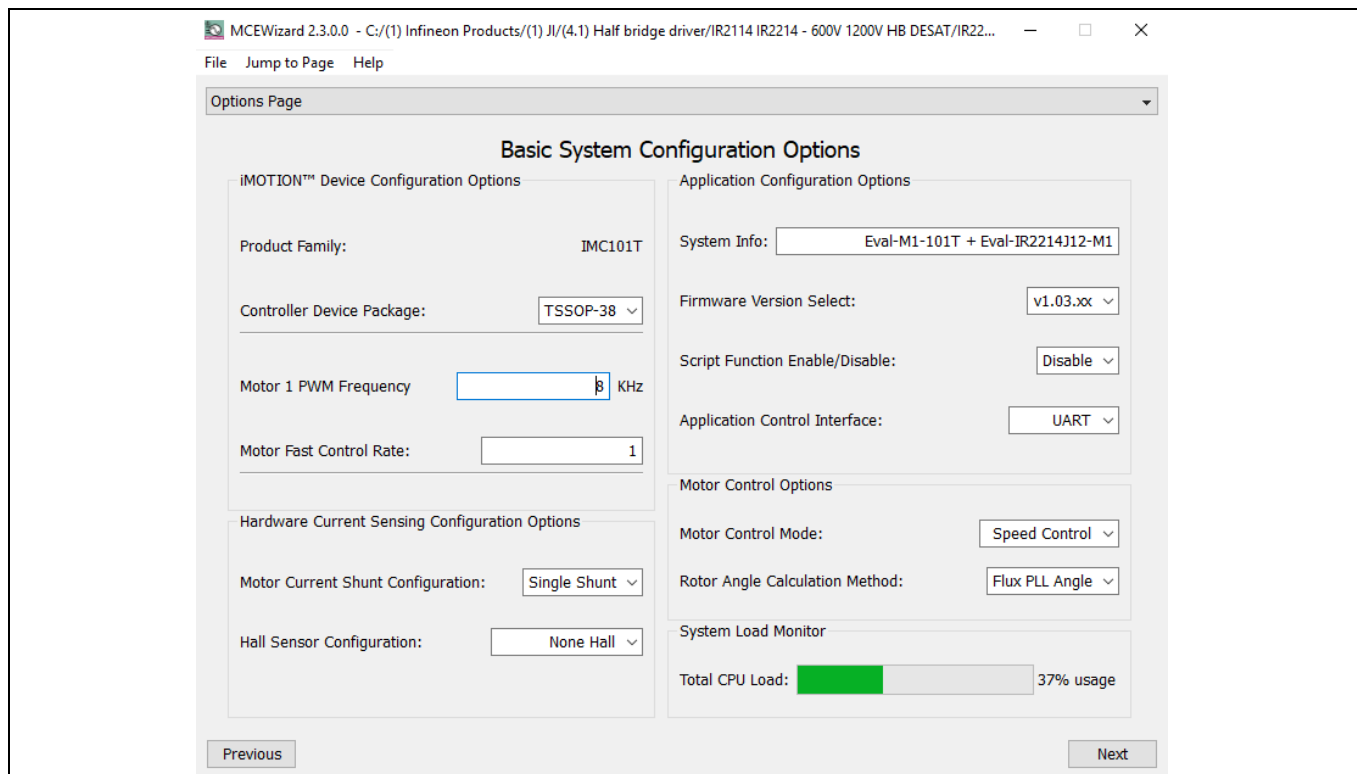 MCEWizard 2.3.0.0 - C:/(1) Infineon Products/(1) JI/(4.1) Half bridge driver/IR2114 IR2214 - 600V 1200V HB DESAT/IR22...
File Jump to Page Help
Options Page
Basic System Configuration Options
iMOTION™ Device Configuration Options
Product Family: IMC101T
Controller Device Package: TSSOP-38
Motor 1 PWM Frequency 8 KHz
Motor Fast Control Rate: 1
Hardware Current Sensing Configuration Options
Motor Current Shunt Configuration: Single Shunt
Hall Sensor Configuration: None Hall
Application Configuration Options
System Info: Eval-M1-101T + Eval-IR2214J12-M1
Firmware Version Select: v1.03.xx
Script Function Enable/Disable: Disable
Application Control Interface: UART
Motor Control Options
Motor Control Mode: Speed Control
Rotor Angle Calculation Method: Flux PLL Angle
System Load Monitor
Total CPU Load: 37% usage
Previous Next